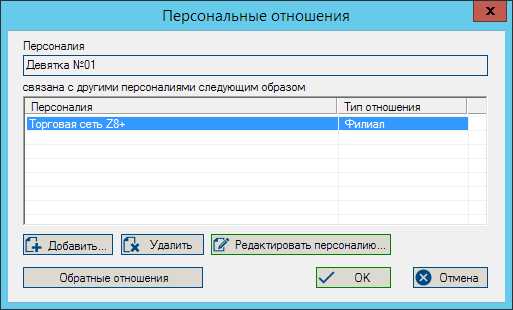 Персональные отношения
Персоналия
Девятка №01
связана с другими персоналиями следующим образом
Персоналия Тип отношения
Торговая сеть Z8+ Филиал
Добавить... Удалить Редактировать персоналию...
Обратные отношения OK Отмена